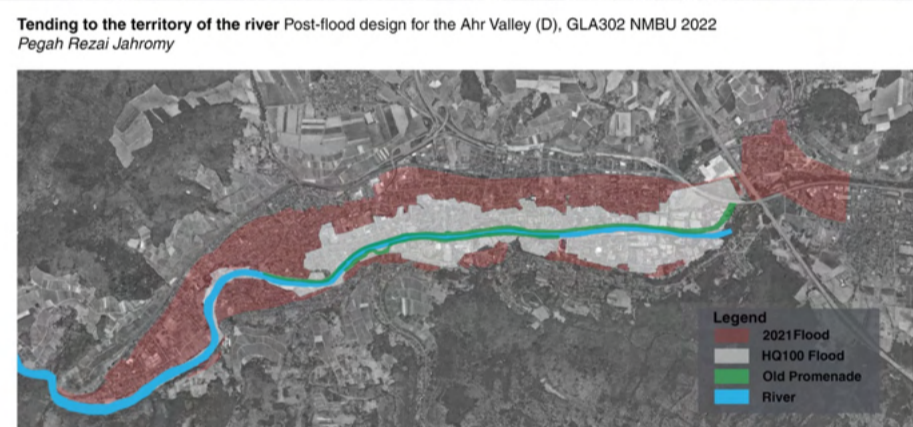 Tending to the territory of the river Post-flood design for the Ahr Valley (D), GLA302 NMBU 2022
Pegah Rezai Jahromy
Legend
2021Flood
HQ100 Flood
Old Promenade
River